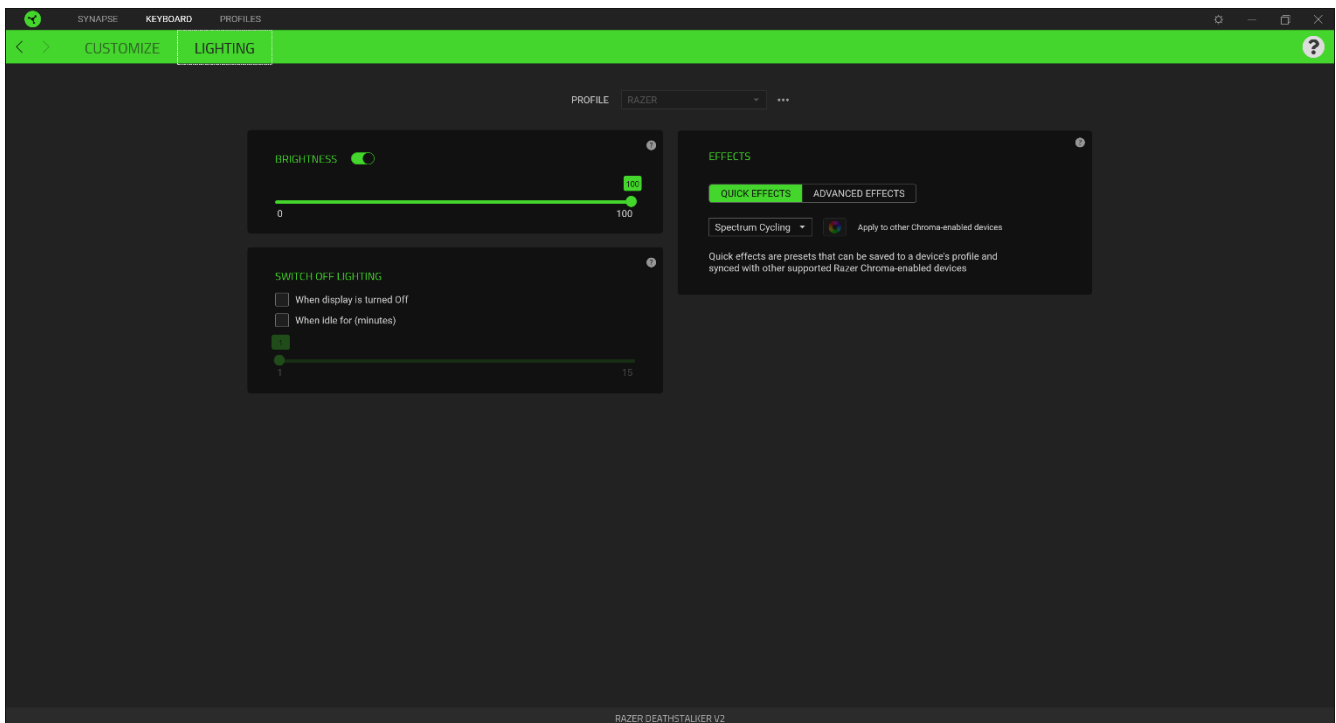 SYNAPSE KEYBOARD PROFILES
CUSTOMIZE LIGHTING ?
PROFILE RAZER
BRIGHTNESS ?
100
0 100
SWITCH OFF LIGHTING ?
When display is turned Off
When idle for (minutes)
1
1 15
EFFECTS ?
QUICK EFFECTS ADVANCED EFFECTS
Spectrum Cycling Apply to other Chroma-enabled devices
Quick effects are presets that can be saved to a device's profile and
synced with other supported Razer Chroma-enabled devices
RAZER DEATHSTALKER V2